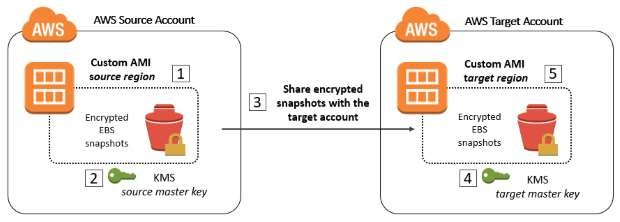 AWS
AWS Source Account
Custom AMI
source region
1
Encrypted
EBS
snapshots
2
KMS
source master key
3
Share encrypted
snapshots with the
target account
AWS
AWS Target Account
Custom AMI
target region
5
Encrypted
EBS
snapshots
4
KMS
target master key